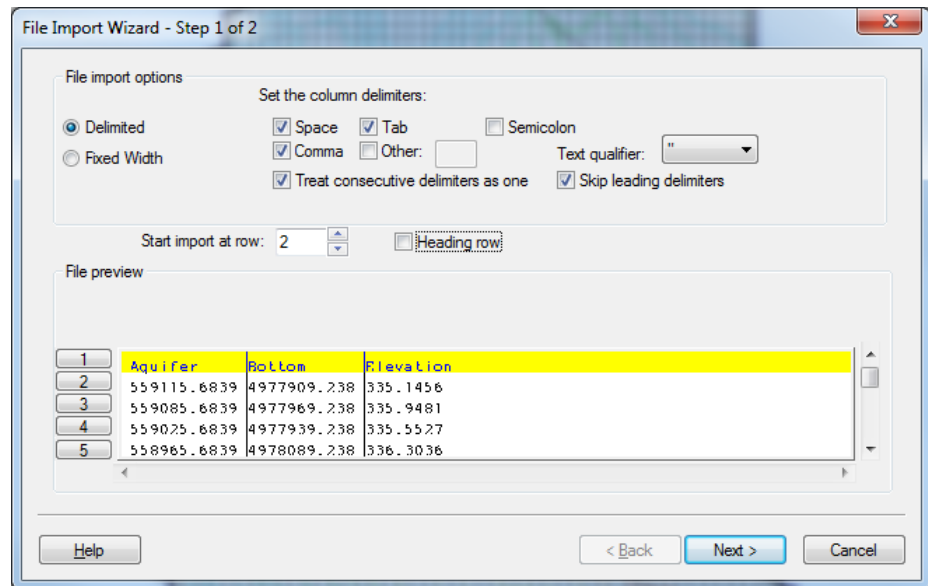 File Import Wizard - Step 1 of 2
X
File import options
Set the column delimiters:
Delimited
Space Tab Semicolon
Fixed Width
Comma Other: Text qualifier: "
Treat consecutive delimiters as one Skip leading delimiters
Start import at row: 2 Heading row
File preview
1 Aquifer Bottom Elevation
2 559115.6839 4977909.238 335.1456
3 559085.6839 4977969.238 335.9481
4 559025.6839 4977939.238 335.5527
5 558965.6839 4978089.238 336.3036
Help < Back Next > Cancel